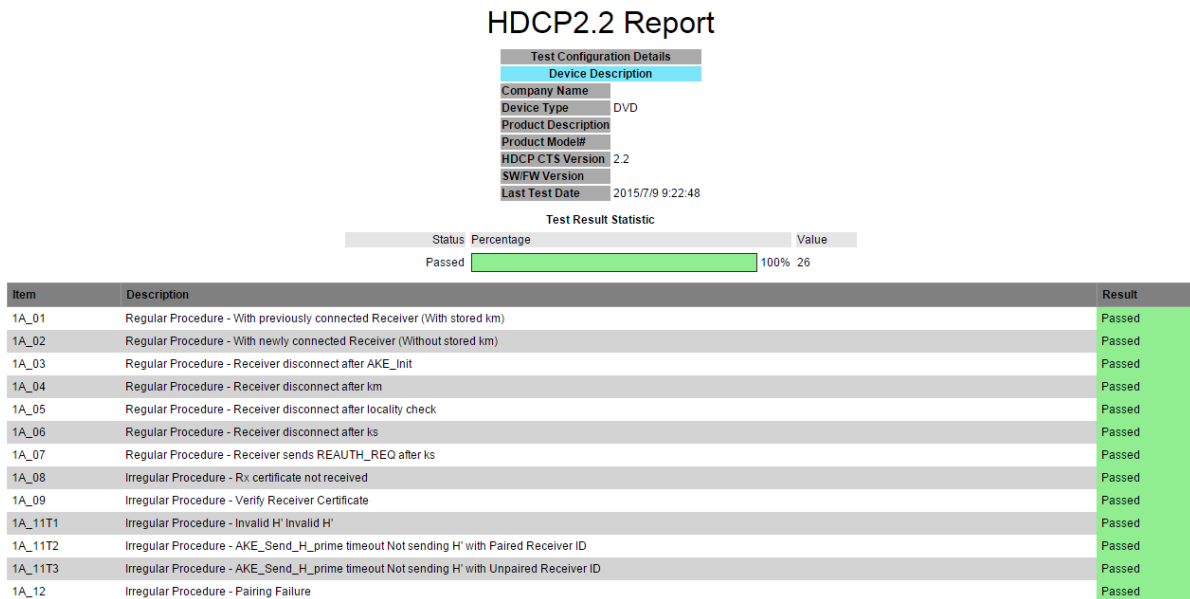 HDCP2.2 Report
Test Configuration Details
Device Description
Company Name
Device Type DVD
Product Description
Product Model#
HDCP CTS Version 2.2
SW/FW Version
Last Test Date 2015/7/9 9:22:48
Test Result Statistic
Status Percentage Value
Passed 100% 26
Item Description Result
1A_01 Regular Procedure - With previously connected Receiver (With stored km) Passed
1A_02 Regular Procedure - With newly connected Receiver (Without stored km) Passed
1A_03 Regular Procedure - Receiver disconnect after AKE_Init Passed
1A_04 Regular Procedure - Receiver disconnect after km Passed
1A_05 Regular Procedure - Receiver disconnect after locality check Passed
1A_06 Regular Procedure - Receiver disconnect after ks Passed
1A_07 Regular Procedure - Receiver sends REAUTH_REQ after ks Passed
1A_08 Irregular Procedure - Rx certificate not received Passed
1A_09 Irregular Procedure - Verify Receiver Certificate Passed
1A_11T1 Irregular Procedure - Invalid H' Invalid H' Passed
1A_11T2 Irregular Procedure - AKE_Send_H_prime timeout Not sending H' with Paired Receiver ID Passed
1A_11T3 Irregular Procedure - AKE_Send_H_prime timeout Not sending H' with Unpaired Receiver ID Passed
1A_12 Irregular Procedure - Pairing Failure Passed